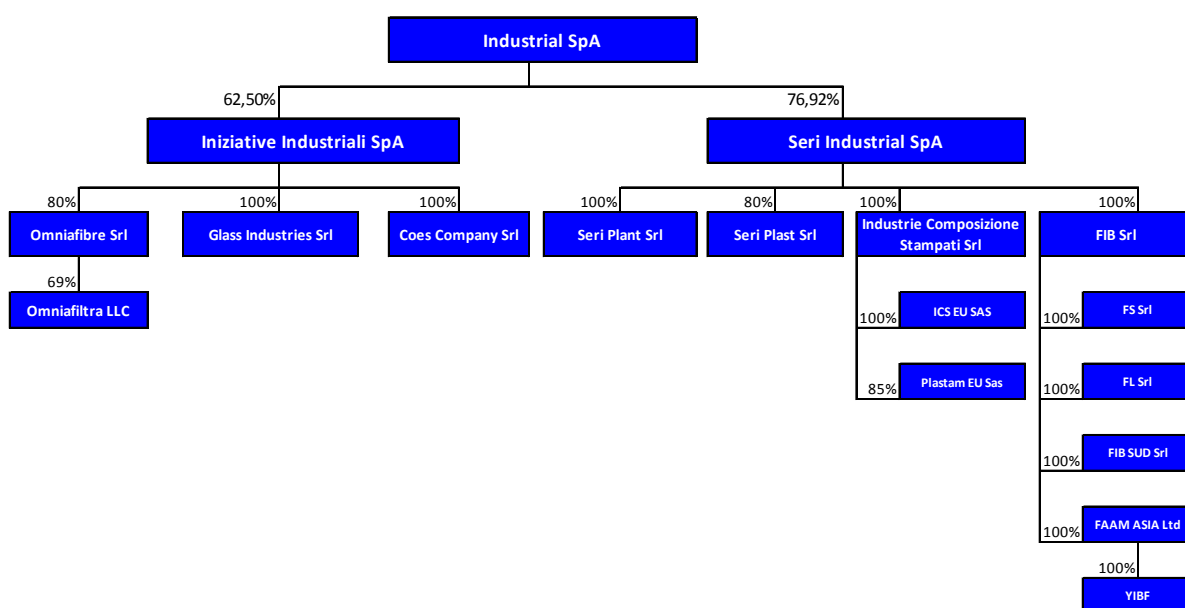 Industrial SpA
62,50%
76,92%
Iniziative Industriali SpA
Seri Industrial SpA
80%
100%
100%
100%
80%
100%
100%
Omniafibre Srl
Glass Industries Srl
Coes Company Srl
Seri Plant Srl
Seri Plast Srl
Industrie Composizione
Stampati Srl
FIB Srl
69%
Omniafiltra LLC
100%
ICS EU SAS
100%
FS Srl
85%
Plastam EU Sas
100%
FL Srl
100%
FIB SUD Srl
100%
FAAM ASIA Ltd
100%
YIBF